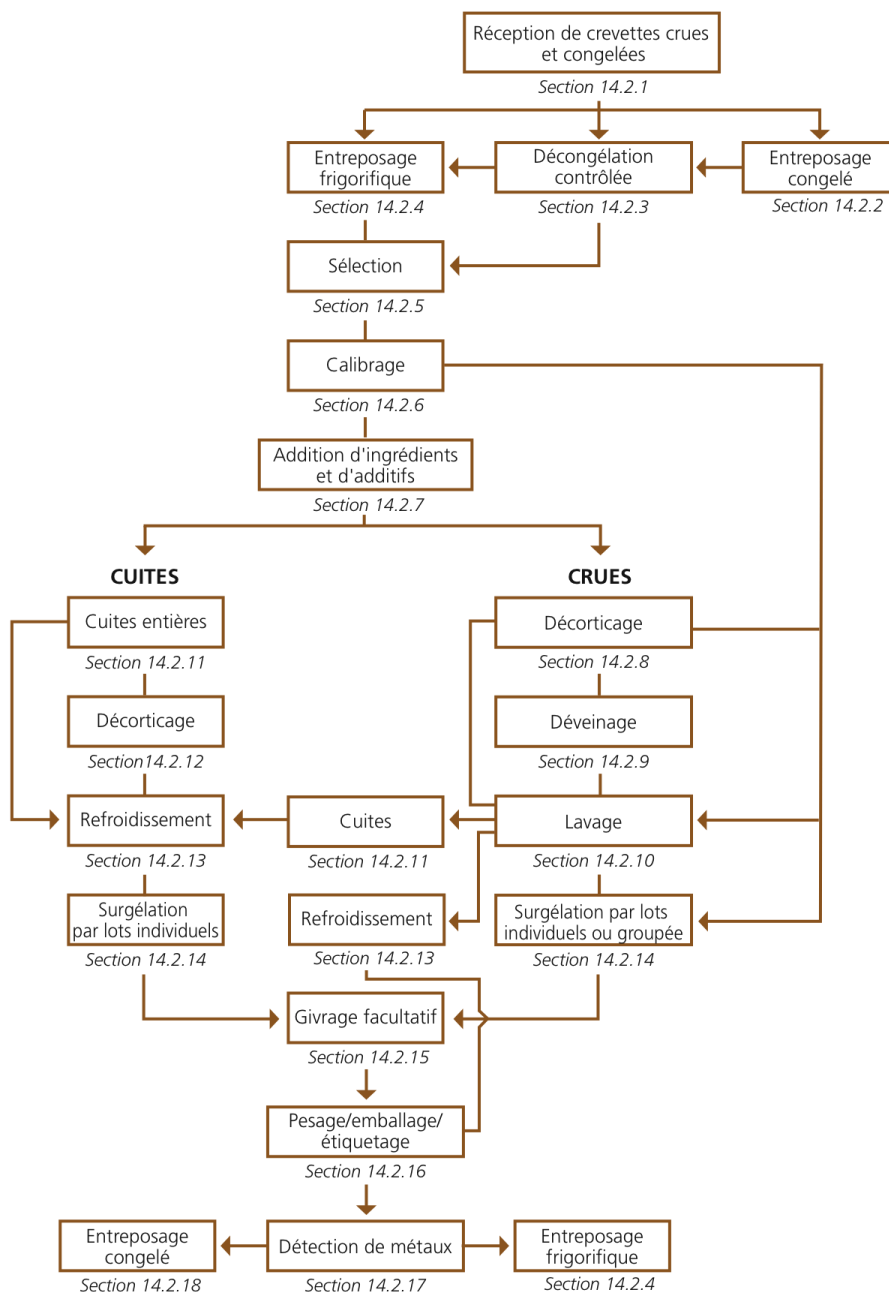 Réception de crevettes crues
et congelées
Section 14.2.1
Entreposage
frigorifique
Section 14.2.4
Décongélation
contrôlée
Section 14.2.3
Entreposage
congelé
Section 14.2.2
Sélection
Section 14.2.5
Calibrage
Section 14.2.6
Addition d'ingrédients
et d'additifs
Section 14.2.7
CUITES
CRUES
Cuites entières
Section 14.2.11
Décorticage
Section 14.2.8
Décorticage
Section14.2.12
Déveinage
Section 14.2.9
Refroidissement
Section 14.2.13
Cuites
Section 14.2.11
Lavage
Section 14.2.10
Surgélation
par lots individuels
Section 14.2.14
Refroidissement
Section 14.2.13
Surgélation par lots
individuels ou groupée
Section 14.2.14
Givrage facultatif
Section 14.2.15
Pesage/emballage/
étiquetage
Section 14.2.16
Entreposage
congelé
Section 14.2.18
Détection de métaux
Section 14.2.17
Entreposage
frigorifique
Section 14.2.4